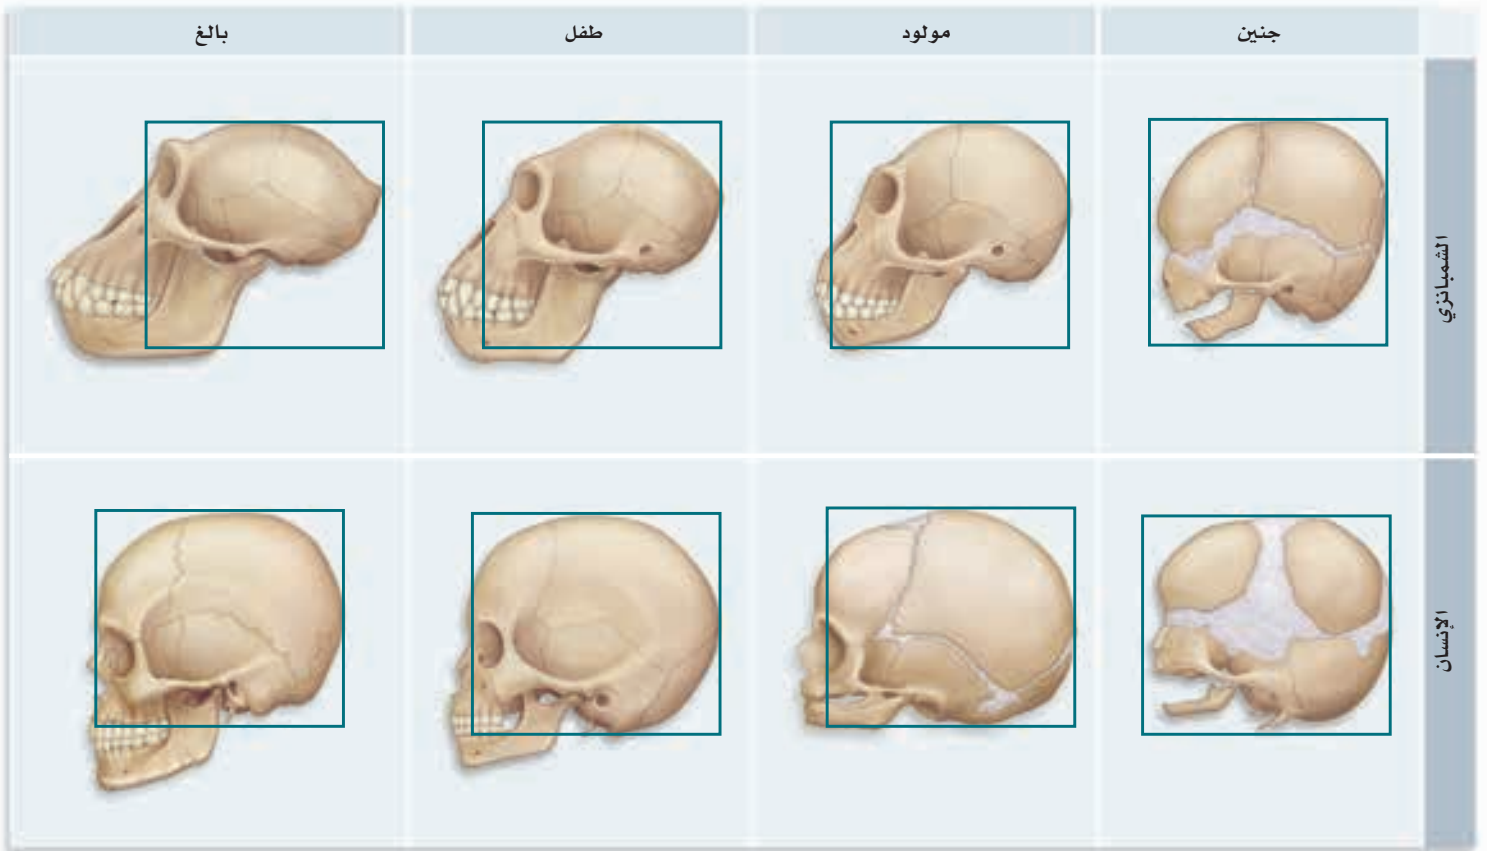 جنين
مولود
طفل
بالغ
الشمبانزي
الإنسان